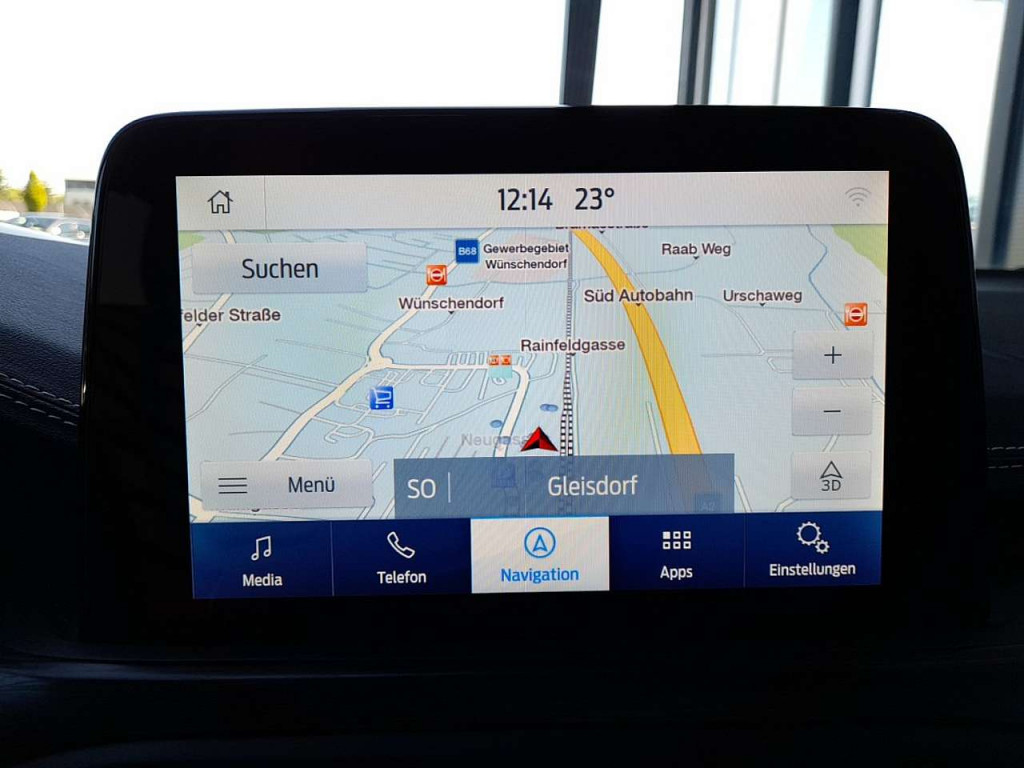 12:14 23°
Suchen
B68
Gewerbegebiet
Wünschendorf
Raab Weg
Wünschendorf
Süd Autobahn
Urschaweg
felder Straße
Rainfeldgasse
+
−
Menü
SO
Gleisdorf
3D
Media
Telefon
Navigation
Apps
Einstellungen